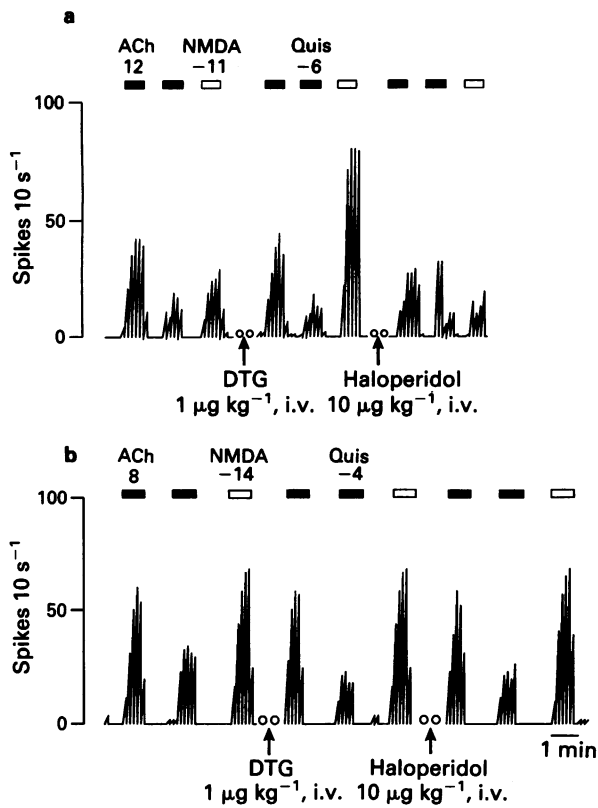 a
ACh NMDA Quis
12 −11 −6
100
50
0
Spikes 10 s⁻¹
DTG Haloperidol
1 µg kg⁻¹, i.v. 10 µg kg⁻¹, i.v.
b
ACh NMDA Quis
8 −14 −4
100
50
0
Spikes 10 s⁻¹
1 min
DTG Haloperidol
1 µg kg⁻¹, i.v. 10 µg kg⁻¹, i.v.